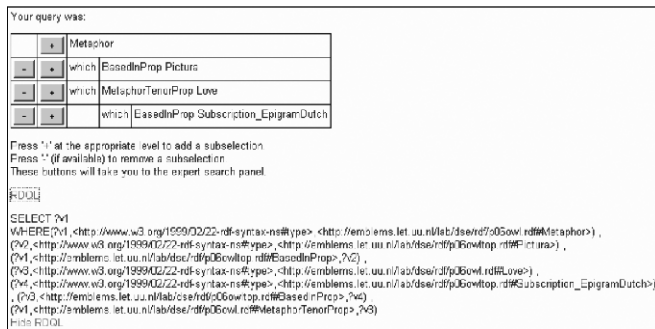 Your query was:
+ Metaphor
- + which BasedInProp Pictura
- + which MetaphorTenorProp Love
- + which BasedInProp Subscription_EpigramDutch
Press '+' at the appropriate level to add a subselection
Press '-' (if available) to remove a subselection
These buttons will take you to the expert search panel.
RDQL
SELECT ?v1
WHERE(?v1,<http://www.w3.org/1999/02/22-rdf-syntax-ns#type>,<http://emblems.let.uu.nl/lab/dse/rdf/p06owl.rdf#Metaphor>) ,
(?v2,<http://www.w3.org/1999/02/22-rdf-syntax-ns#type>,<http://emblems.let.uu.nl/lab/dse/rdf/p06owltop.rdf#Pictura>) ,
(?v1,<http://emblems.let.uu.nl/lab/dse/rdf/p06owltop.rdf#BasedInProp>,?v2) ,
(?v3,<http://www.w3.org/1999/02/22-rdf-syntax-ns#type>,<http://emblems.let.uu.nl/lab/dse/rdf/p06owl.rdf#Love>) ,
(?v4,<http://www.w3.org/1999/02/22-rdf-syntax-ns#type>,<http://emblems.let.uu.nl/lab/dse/rdf/p06owltop.rdf#Subscription_EpigramDutch>)
, (?v3,<http://emblems.let.uu.nl/lab/dse/rdf/p06owltop.rdf#BasedInProp>,?v4) ,
(?v1,<http://emblems.let.uu.nl/lab/dse/rdf/p06owl.rdf#MetaphorTenorProp>,?v3)
Hide RDQL